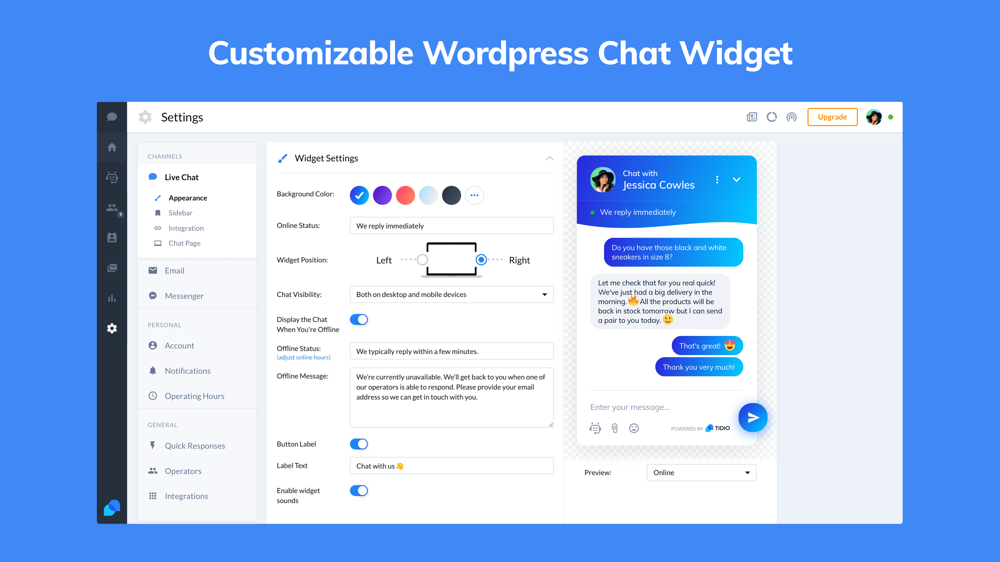 Customizable Wordpress Chat Widget
Settings
Upgrade
9
CHANNELS
Live Chat
Appearance
Sidebar
Integration
Chat Page
Email
Messenger
PERSONAL
Account
Notifications
Operating Hours
GENERAL
Quick Responses
Operators
Integrations
Widget Settings
Background Color:
Online Status:
We reply immediately
Widget Position:
Left
Right
Chat Visibility:
Both on desktop and mobile devices
Display the Chat
When You're Offline
Offline Status:
(adjust online hours)
We typically reply within a few minutes.
Offline Message:
We’re currently unavailable. We’ll get back to you when one of
our operators is able to respond. Please provide your email
address so we can get in touch with you.
Button Label
Label Text
Chat with us 👋
Enable widget
sounds
Chat with
Jessica Cowles
We reply immediately
Do you have those black and white
sneakers in size 8?
Let me check that for you real quick!
We've just had a big delivery in the
morning. 🔥 All the products will be
back in stock tomorrow but I can send
a pair to you today. 🙂
That's great! 😍
Thank you very much!
Enter your message...
POWERED BY TIDIO
Preview:
Online